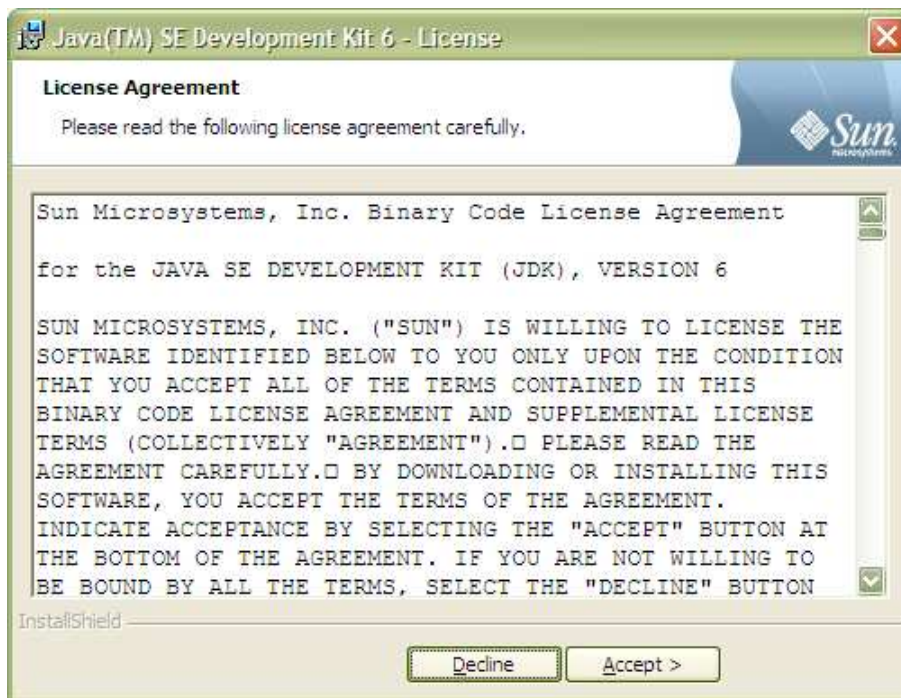 Java(TM) SE Development Kit 6 - License
License Agreement
Please read the following license agreement carefully.
Sun
microsystems
Sun Microsystems, Inc. Binary Code License Agreement
for the JAVA SE DEVELOPMENT KIT (JDK), VERSION 6
SUN MICROSYSTEMS, INC. ("SUN") IS WILLING TO LICENSE THE
SOFTWARE IDENTIFIED BELOW TO YOU ONLY UPON THE CONDITION
THAT YOU ACCEPT ALL OF THE TERMS CONTAINED IN THIS
BINARY CODE LICENSE AGREEMENT AND SUPPLEMENTAL LICENSE
TERMS (COLLECTIVELY "AGREEMENT").□ PLEASE READ THE
AGREEMENT CAREFULLY.□ BY DOWNLOADING OR INSTALLING THIS
SOFTWARE, YOU ACCEPT THE TERMS OF THE AGREEMENT.
INDICATE ACCEPTANCE BY SELECTING THE "ACCEPT" BUTTON AT
THE BOTTOM OF THE AGREEMENT. IF YOU ARE NOT WILLING TO
BE BOUND BY ALL THE TERMS, SELECT THE "DECLINE" BUTTON
InstallShield
Decline
Accept >